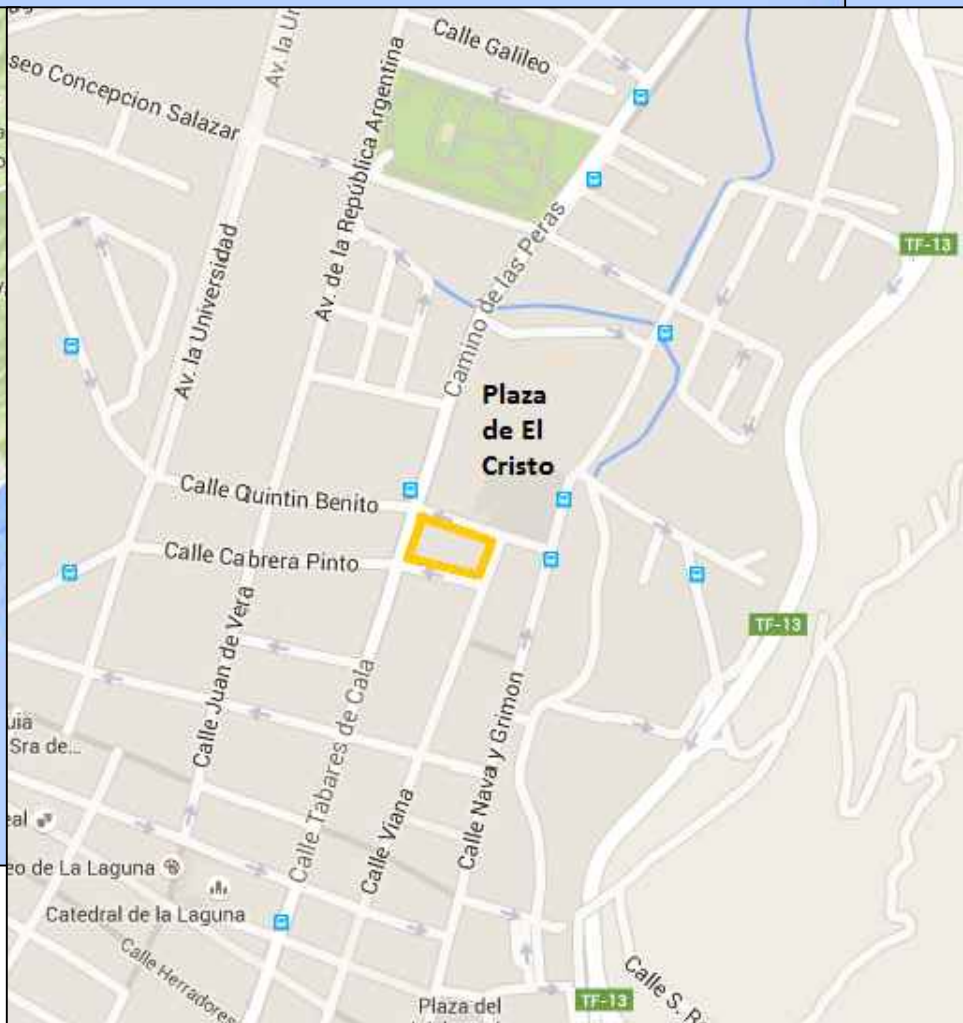 Calle Galileo
Av. la Un
seo Concepcion Salazar
Av. de la República Argentina
Camino de las Peras
TF-13
Av. la Universidad
Plaza
de El
Cristo
Calle Quintin Benito
Calle Cabrera Pinto
TF-13
Calle Juan de Vera
Calle Tabares de Cala
Calle Nava y Grimon
Calle Viana
uia
Sra de...
eal
eo de La Laguna
Catedral de la Laguna
Calle Herradores
Plaza del
TF-13
Calle S. R